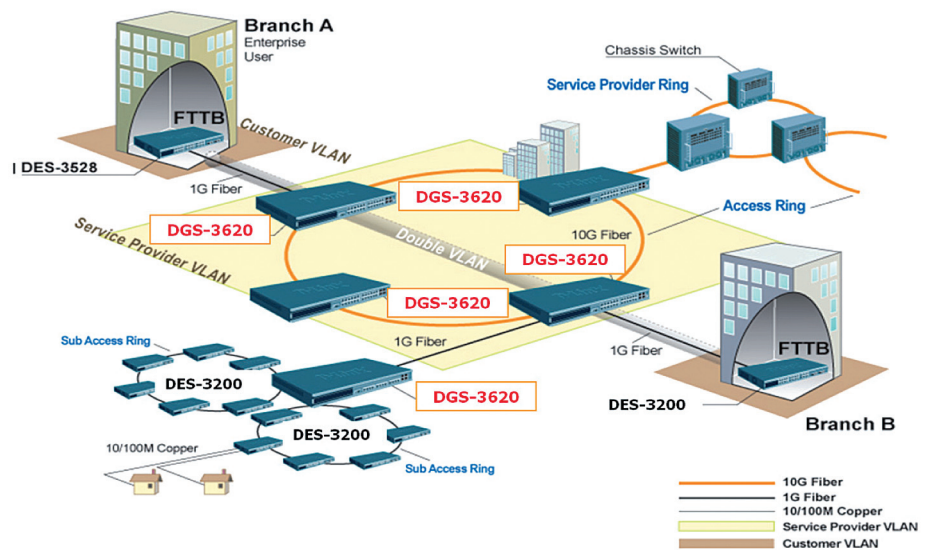 Branch A
Enterprise
User
FTTB
DES-3528
1G Fiber
Customer VLAN
Chassis Switch
Service Provider Ring
Access Ring
DGS-3620
DGS-3620
10G Fiber
Double VLAN
DGS-3620
Service Provider VLAN
DGS-3620
1G Fiber
1G Fiber
FTTB
DES-3200
Branch B
Sub Access Ring
DES-3200
DGS-3620
DES-3200
10/100M Copper
Sub Access Ring
10G Fiber
1G Fiber
10/100M Copper
Service Provider VLAN
Customer VLAN